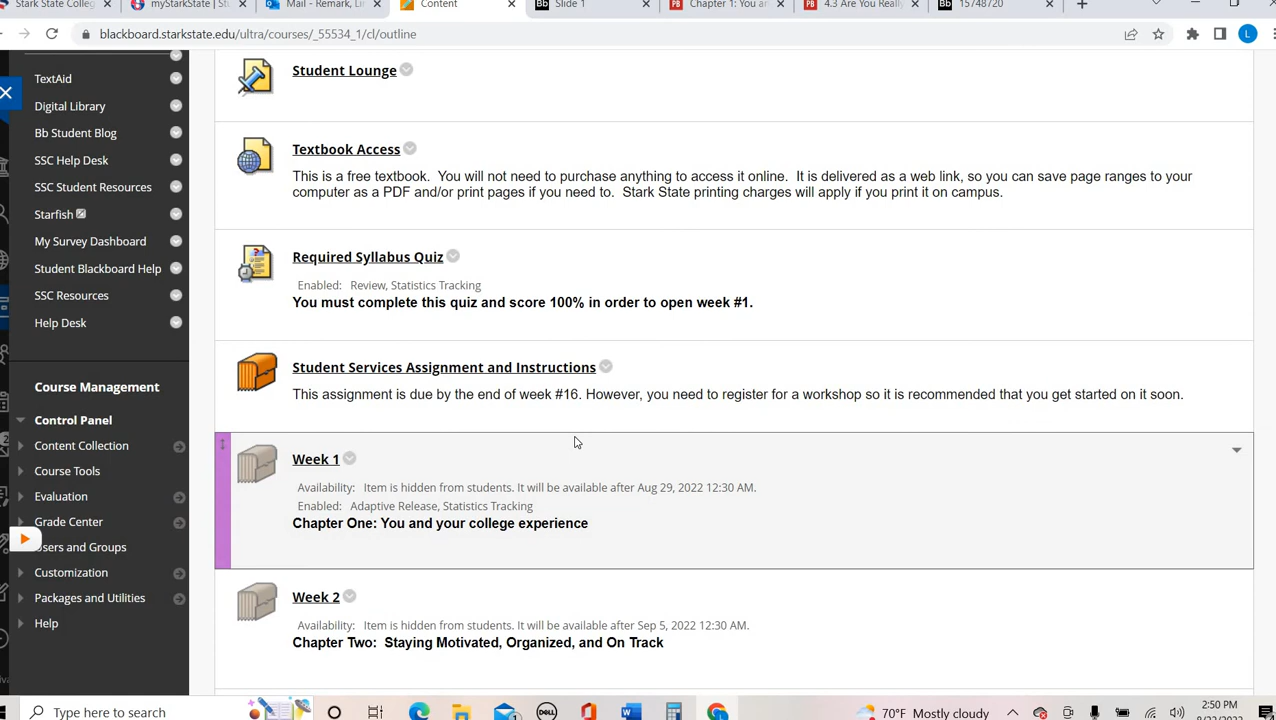 Stark State Colleg
myStarkState | St
Mail - Remark, Lin
Content
Slide 1
Chapter 1: You an
4.3 Are You Really
15748720
blackboard.starkstate.edu/ultra/courses/_55534_1/cl/outline
L
TextAid
Digital Library
Bb Student Blog
SSC Help Desk
SSC Student Resources
Starfish
My Survey Dashboard
Student Blackboard Help
SSC Resources
Help Desk
Course Management
Control Panel
Content Collection
Course Tools
Evaluation
Grade Center
Users and Groups
Customization
Packages and Utilities
Help
Student Lounge
Textbook Access
This is a free textbook. You will not need to purchase anything to access it online. It is delivered as a web link, so you can save page ranges to your
computer as a PDF and/or print pages if you need to. Stark State printing charges will apply if you print it on campus.
Required Syllabus Quiz
Enabled: Review, Statistics Tracking
You must complete this quiz and score 100% in order to open week #1.
Student Services Assignment and Instructions
This assignment is due by the end of week #16. However, you need to register for a workshop so it is recommended that you get started on it soon.
Week 1
Availability: Item is hidden from students. It will be available after Aug 29, 2022 12:30 AM.
Enabled: Adaptive Release, Statistics Tracking
Chapter One: You and your college experience
Week 2
Availability: Item is hidden from students. It will be available after Sep 5, 2022 12:30 AM.
Chapter Two: Staying Motivated, Organized, and On Track
Type here to search
70°F Mostly cloudy
2:50 PM
8/22/2022